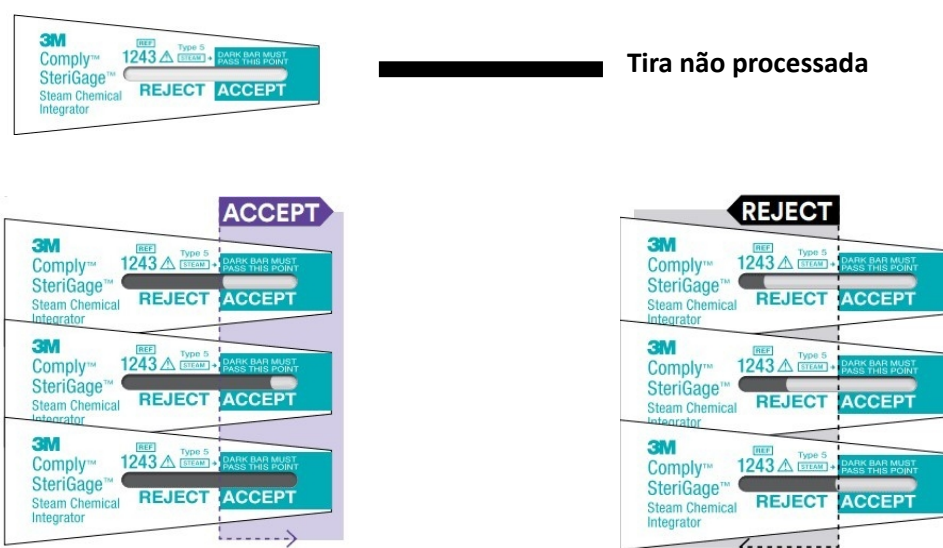 3M
Comply™
SteriGage™
Steam Chemical
Integrator
REF
1243 Type 5
STEAM
DARK BAR MUST
PASS THIS POINT
REJECT ACCEPT
Tira não processada
ACCEPT
3M
Comply™
SteriGage™
Steam Chemical
Integrator
REF
1243 Type 5
STEAM
DARK BAR MUST
PASS THIS POINT
REJECT ACCEPT
3M
Comply™
SteriGage™
Steam Chemical
Integrator
REF
1243 Type 5
STEAM
DARK BAR MUST
PASS THIS POINT
REJECT ACCEPT
3M
Comply™
SteriGage™
Steam Chemical
Integrator
REF
1243 Type 5
STEAM
DARK BAR MUST
PASS THIS POINT
REJECT ACCEPT
REJECT
3M
Comply™
SteriGage™
Steam Chemical
Integrator
REF
1243 Type 5
STEAM
DARK BAR MUST
PASS THIS POINT
REJECT ACCEPT
3M
Comply™
SteriGage™
Steam Chemical
Integrator
REF
1243 Type 5
STEAM
DARK BAR MUST
PASS THIS POINT
REJECT ACCEPT
3M
Comply™
SteriGage™
Steam Chemical
Integrator
REF
1243 Type 5
STEAM
DARK BAR MUST
PASS THIS POINT
REJECT ACCEPT